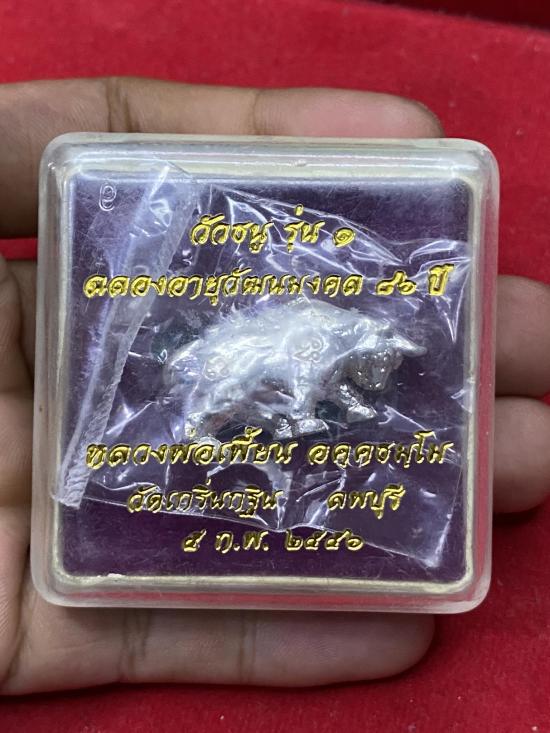 วัวธนู รุ่น ๑
ฉลองอายุวัฒนมงคล ๘๖ ปี
หลวงพ่อเพี้ยน อคฺคธมฺโม
วัดเกริ่นกฐิน ลพบุรี
๕ ก.พ. ๒๕๕๖